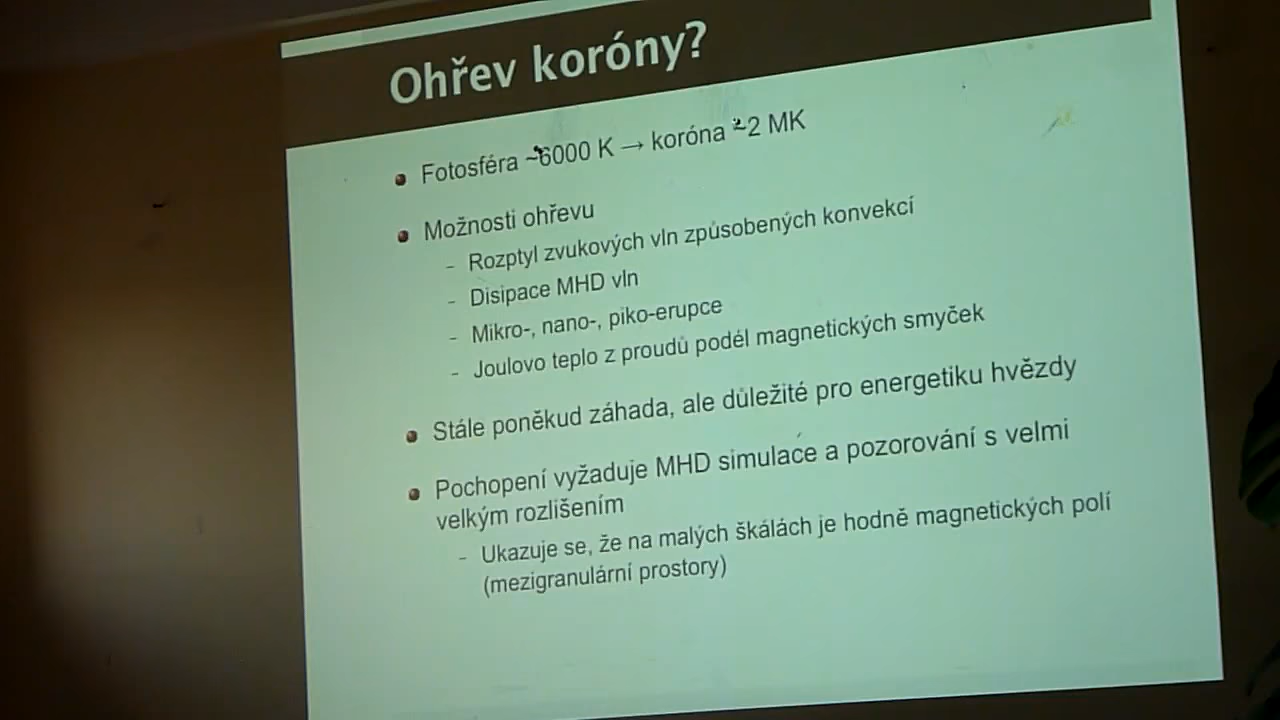 Ohřev koróny?
Fotosféra ~6000 K → koróna ~2 MK
Možnosti ohřevu
– Rozptyl zvukových vln způsobených konvekcí
– Disipace MHD vln
– Mikro-, nano-, piko-erupce
– Joulovo teplo z proudů podél magnetických smyček
Stále poněkud záhada, ale důležité pro energetiku hvězdy
Pochopení vyžaduje MHD simulace a pozorování s velmi
velkým rozlišením
– Ukazuje se, že na malých škálách je hodně magnetických polí
(mezigranulární prostory)